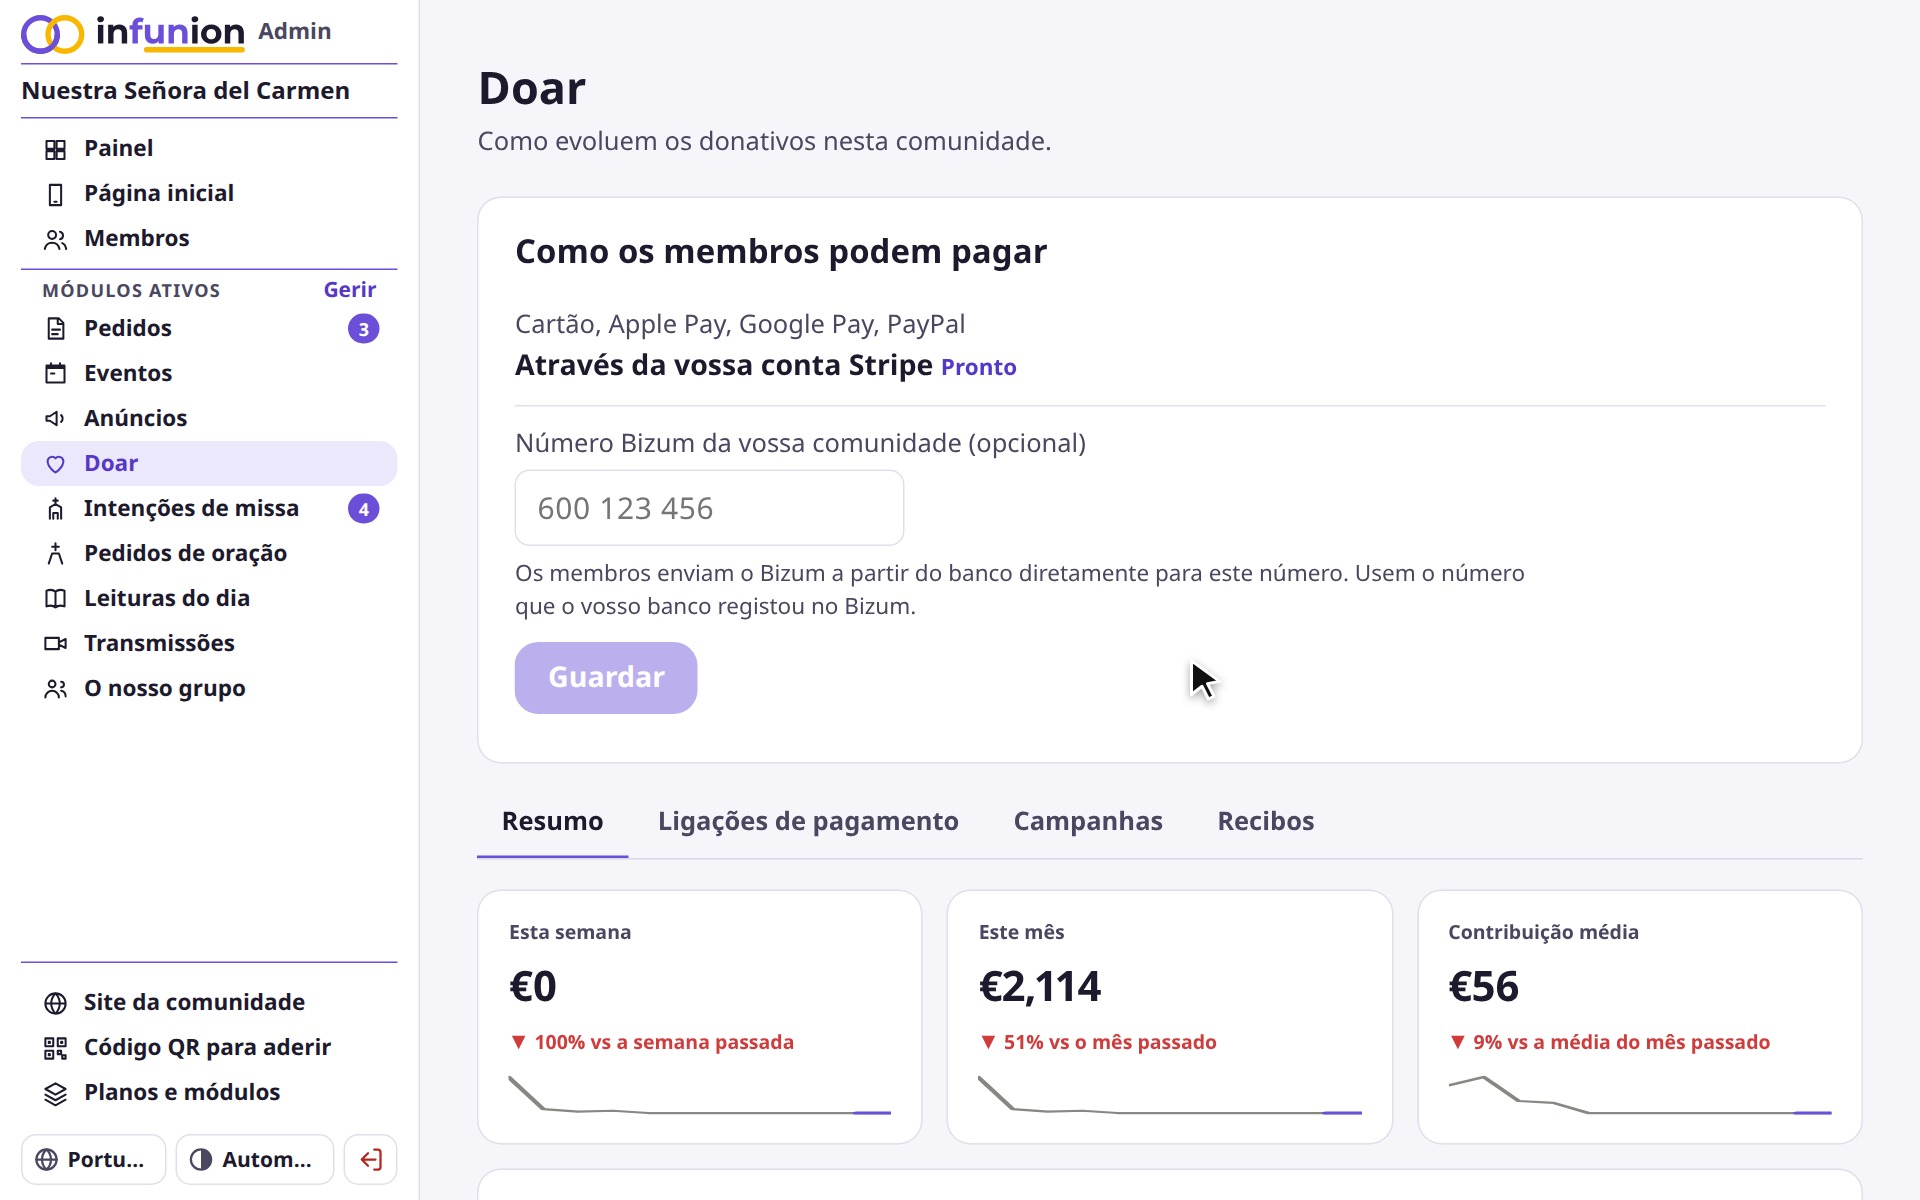 infunion Admin
Nuestra Señora del Carmen
Painel
Página inicial
Membros
MÓDULOS ATIVOS Gerir
Pedidos 3
Eventos
Anúncios
Doar
Intenções de missa 4
Pedidos de oração
Leituras do dia
Transmissões
O nosso grupo
Site da comunidade
Código QR para aderir
Planos e módulos
Portu... Autom...
Doar
Como evoluem os donativos nesta comunidade.
Como os membros podem pagar
Cartão, Apple Pay, Google Pay, PayPal
Através da vossa conta Stripe Pronto
Número Bizum da vossa comunidade (opcional)
600 123 456
Os membros enviam o Bizum a partir do banco diretamente para este número. Usem o número
que o vosso banco registou no Bizum.
Guardar
Resumo Ligações de pagamento Campanhas Recibos
Esta semana
€0
▼ 100% vs a semana passada
Este mês
€2,114
▼ 51% vs o mês passado
Contribuição média
€56
▼ 9% vs a média do mês passado